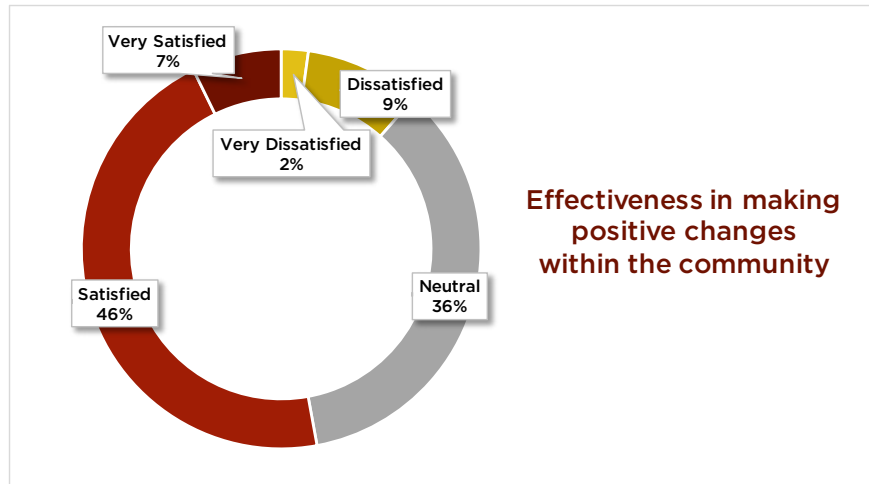 Very Satisfied
7%
Dissatisfied
9%
Very Dissatisfied
2%
Effectiveness in making
positive changes
within the community
Satisfied
46%
Neutral
36%